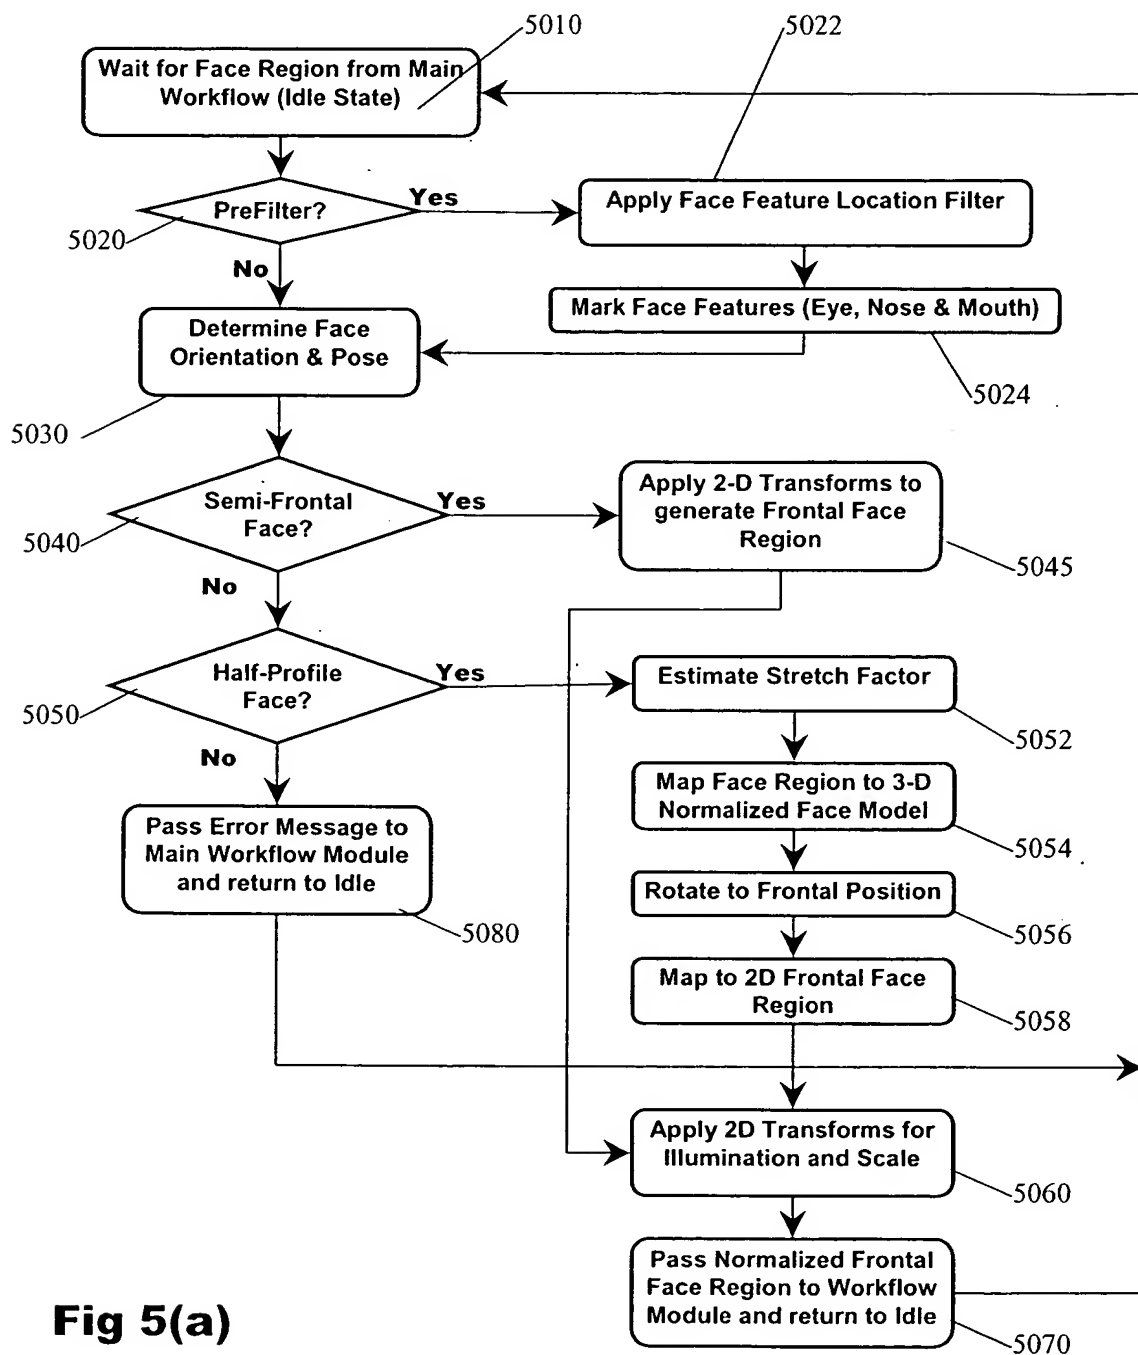 5010
5022
Wait for Face Region from Main
Workflow (Idle State)
PreFilter?
Yes
Apply Face Feature Location Filter
5020
No
Mark Face Features (Eye, Nose & Mouth)
Determine Face
Orientation & Pose
5024
5030
Semi-Frontal
Face?
Yes
Apply 2-D Transforms to
generate Frontal Face
Region
5040
5045
No
Half-Profile
Face?
Yes
Estimate Stretch Factor
5050
5052
No
Map Face Region to 3-D
Normalized Face Model
5054
Pass Error Message to
Main Workflow Module
and return to Idle
5080
Rotate to Frontal Position
5056
Map to 2D Frontal Face
Region
5058
Apply 2D Transforms for
Illumination and Scale
5060
Pass Normalized Frontal
Face Region to Workflow
Module and return to Idle
5070
Fig 5(a)